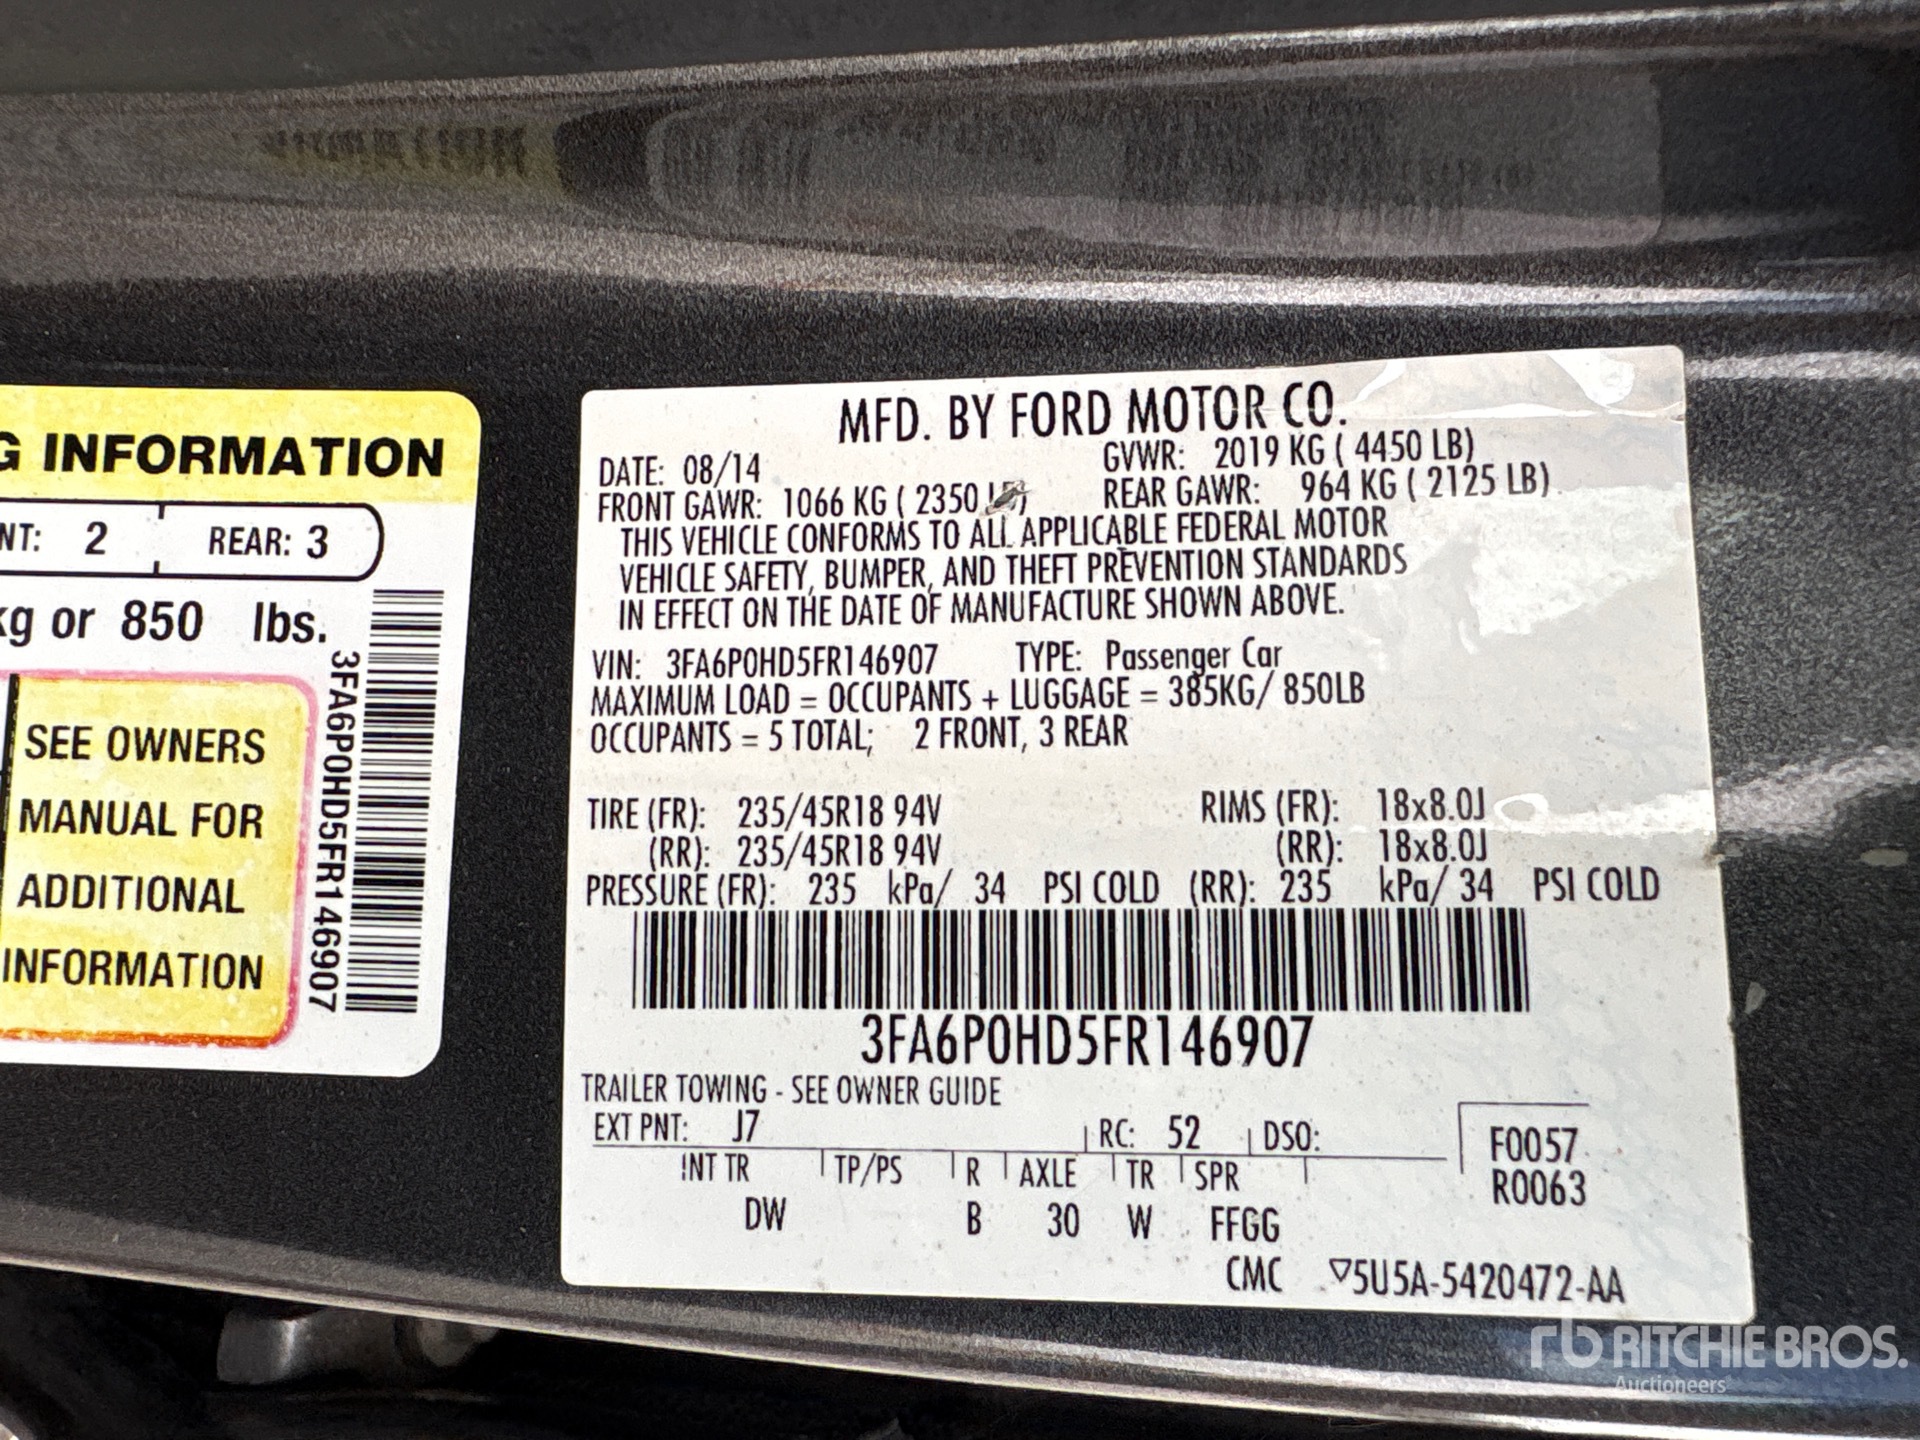 G INFORMATION
NT: 2 REAR: 3
kg or 850 lbs.
SEE OWNERS
MANUAL FOR
ADDITIONAL
INFORMATION
3FA6P0HD5FR146907
MFD. BY FORD MOTOR CO.
DATE: 08/14 GVWR: 2019 KG ( 4450 LB)
FRONT GAWR: 1066 KG ( 2350 REAR GAWR: 964 KG ( 2125 LB)
THIS VEHICLE CONFORMS TO ALL APPLICABLE FEDERAL MOTOR
VEHICLE SAFETY, BUMPER, AND THEFT PREVENTION STANDARDS
IN EFFECT ON THE DATE OF MANUFACTURE SHOWN ABOVE.
VIN: 3FA6P0HD5FR146907 TYPE: Passenger Car
MAXIMUM LOAD = OCCUPANTS + LUGGAGE = 385KG/ 850LB
OCCUPANTS = 5 TOTAL; 2 FRONT, 3 REAR
TIRE (FR): 235/45R18 94V RIMS (FR): 18x8.0J
(RR): 235/45R18 94V (RR): 18x8.0J
PRESSURE (FR): 235 kPa/ 34 PSI COLD (RR): 235 kPa/ 34 PSI COLD
3FA6P0HD5FR146907
TRAILER TOWING - SEE OWNER GUIDE
EXT PNT: J7 RC: 52 DSO: F0057
INT TR TP/PS R AXLE TR SPR R0063
DW B 30 W FFGG
CMC ▽5U5A-5420472-AA
rb RITCHIE BROS.
Auctioneers